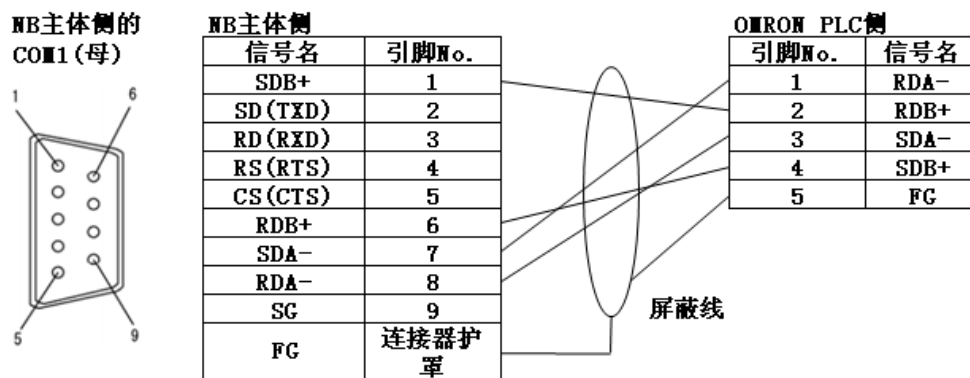 NB主体侧的
COM1(母)
1
6
5
9
NB主体侧
信号名 引脚No.
SDB+ 1
SD(TXD) 2
RD(RXD) 3
RS(RTS) 4
CS(CTS) 5
RDB+ 6
SDA- 7
RDA- 8
SG 9
FG 连接器护
罩
屏蔽线
OMRON PLC侧
引脚No. 信号名
1 RDA-
2 RDB+
3 SDA-
4 SDB+
5 FG